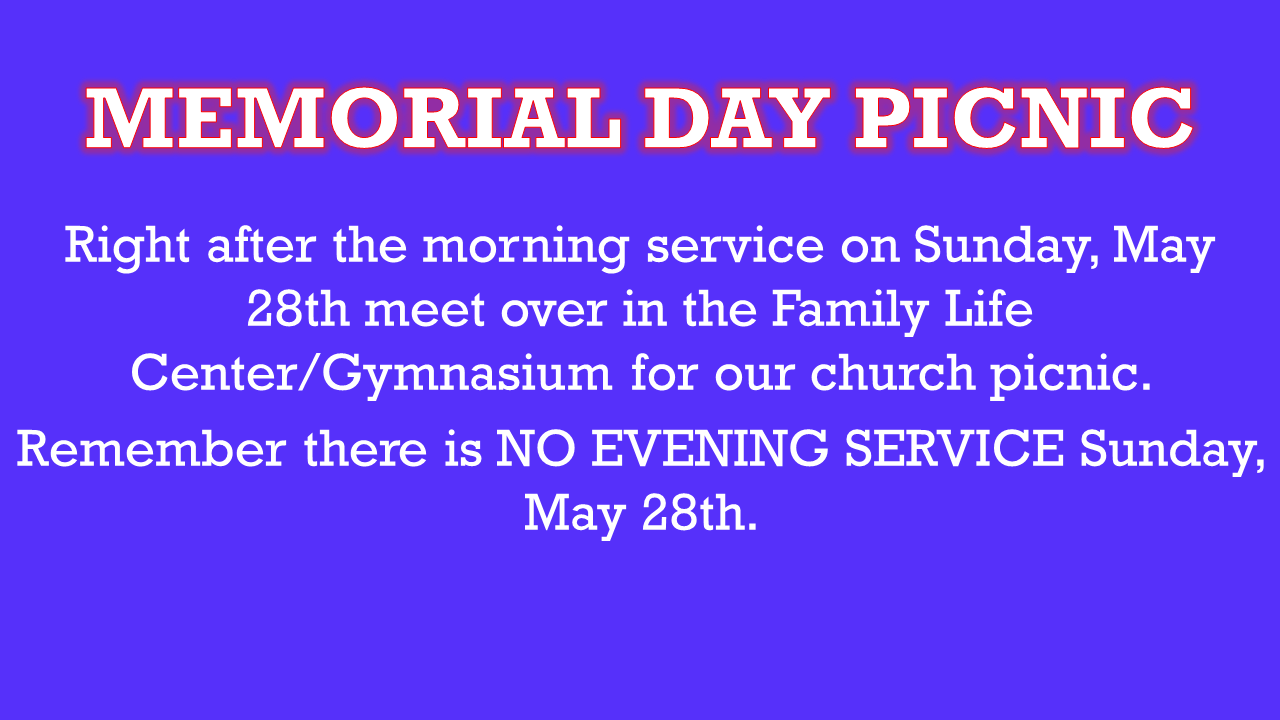 MEMORIAL DAY PICNIC
Right after the morning service on Sunday, May
28th meet over in the Family Life
Center/Gymnasium for our church picnic.
Remember there is NO EVENING SERVICE Sunday,
May 28th.